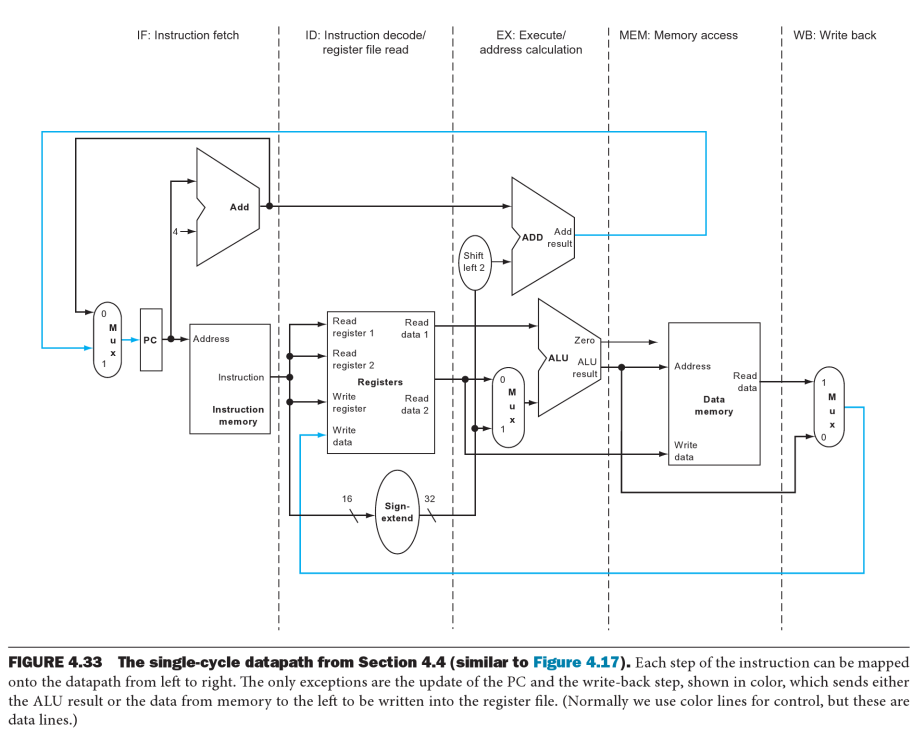 IF: Instruction fetch
ID: Instruction decode/
register file read
EX: Execute/
address calculation
MEM: Memory access
WB: Write back
Add
4
ADD
Add
result
Shift
left 2
0
M
u
x
1
PC
Address
Instruction
Instruction
memory
Read
register 1
Read
data 1
Read
register 2
Registers
Write
register
Read
data 2
Write
data
16
Sign-
extend
32
0
M
u
x
1
Zero
ALU
ALU
result
Address
Read
data
Data
memory
Write
data
1
M
u
x
0
FIGURE 4.33 The single-cycle datapath from Section 4.4 (similar to Figure 4.17). Each step of the instruction can be mapped
onto the datapath from left to right. The only exceptions are the update of the PC and the write-back step, shown in color, which sends either
the ALU result or the data from memory to the left to be written into the register file. (Normally we use color lines for control, but these are
data lines.)